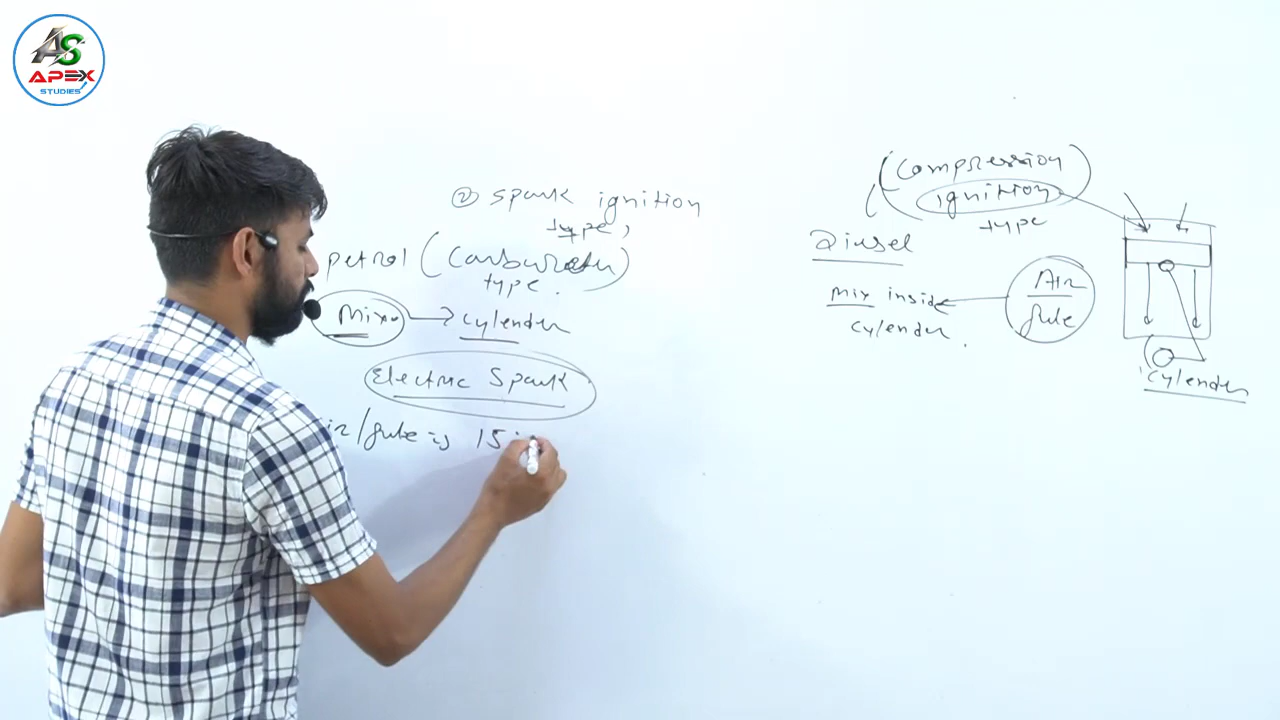 AS
APEX
STUDIES
② Spark ignition
type,
petrol (Carburetor)
type.
Mix → Cylender
Electric Spark
/fule is 15:
(Compression
ignition)
type
Diesel
Mix inside
Cylender.
Air
fule
Cylender